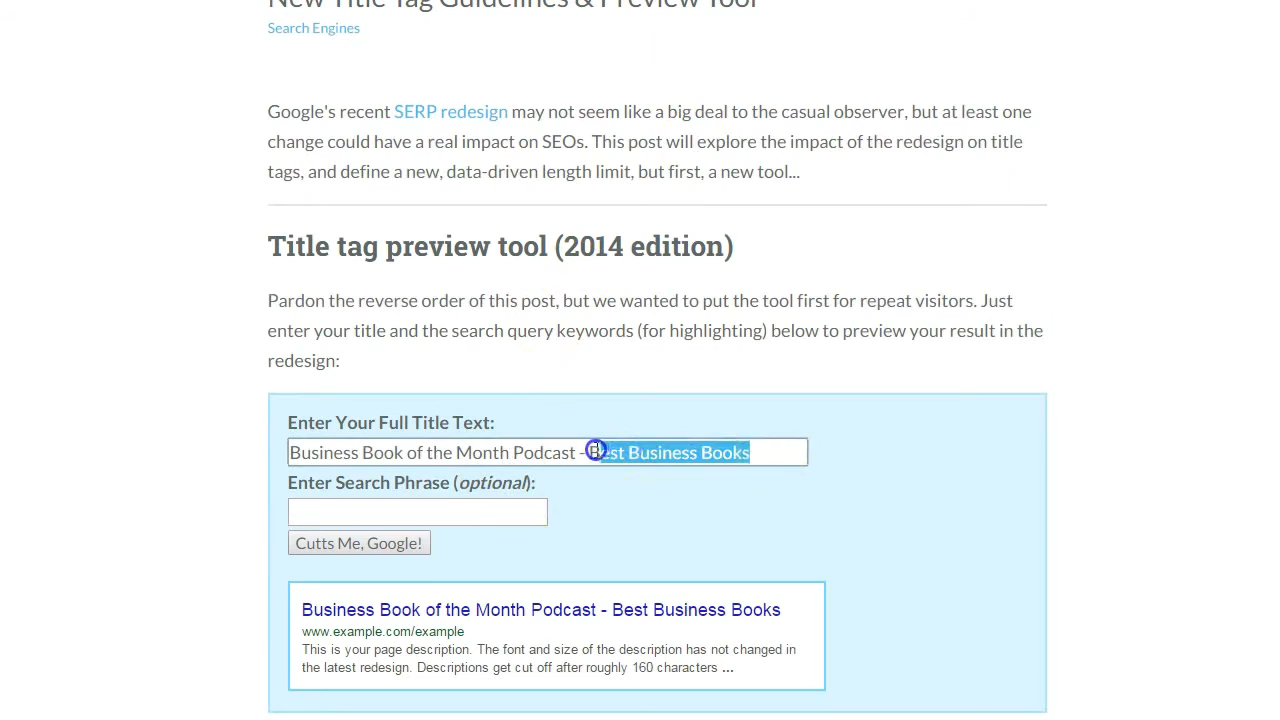 New Title Tag Guidelines & Preview Tool
Search Engines
Google's recent SERP redesign may not seem like a big deal to the casual observer, but at least one
change could have a real impact on SEOs. This post will explore the impact of the redesign on title
tags, and define a new, data-driven length limit, but first, a new tool...
Title tag preview tool (2014 edition)
Pardon the reverse order of this post, but we wanted to put the tool first for repeat visitors. Just
enter your title and the search query keywords (for highlighting) below to preview your result in the
redesign:
Enter Your Full Title Text:
Business Book of the Month Podcast - Best Business Books
Enter Search Phrase (optional):
Cutts Me, Google!
Business Book of the Month Podcast - Best Business Books
www.example.com/example
This is your page description. The font and size of the description has not changed in
the latest redesign. Descriptions get cut off after roughly 160 characters ...